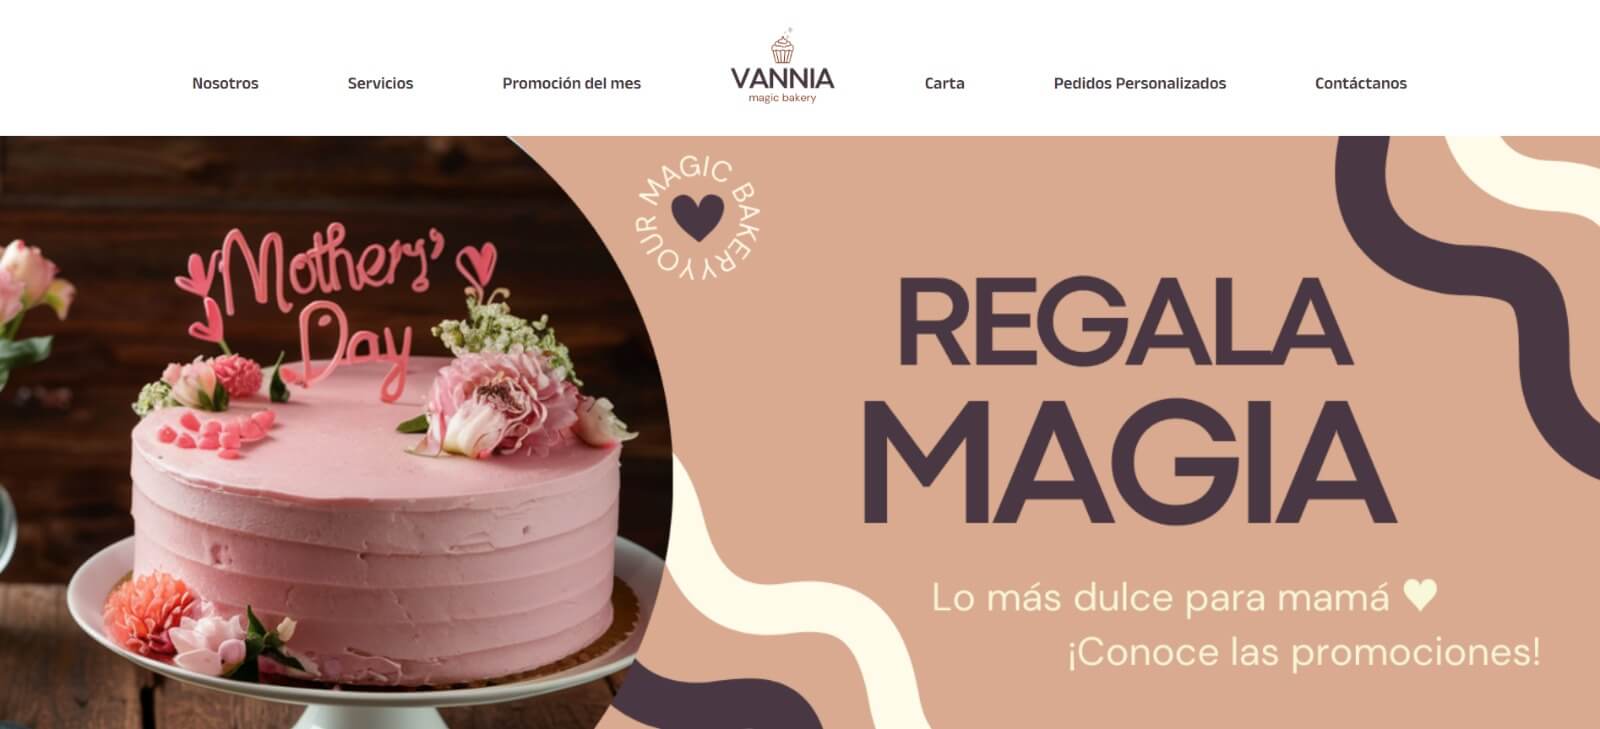 Nosotros
Servicios
Promoción del mes
VANNIA
magic bakery
Carta
Pedidos Personalizados
Contáctanos
YOUR MAGIC BAKERY
Mothery'
Day
REGALA
MAGIA
Lo más dulce para mamá
¡Conoce las promociones!